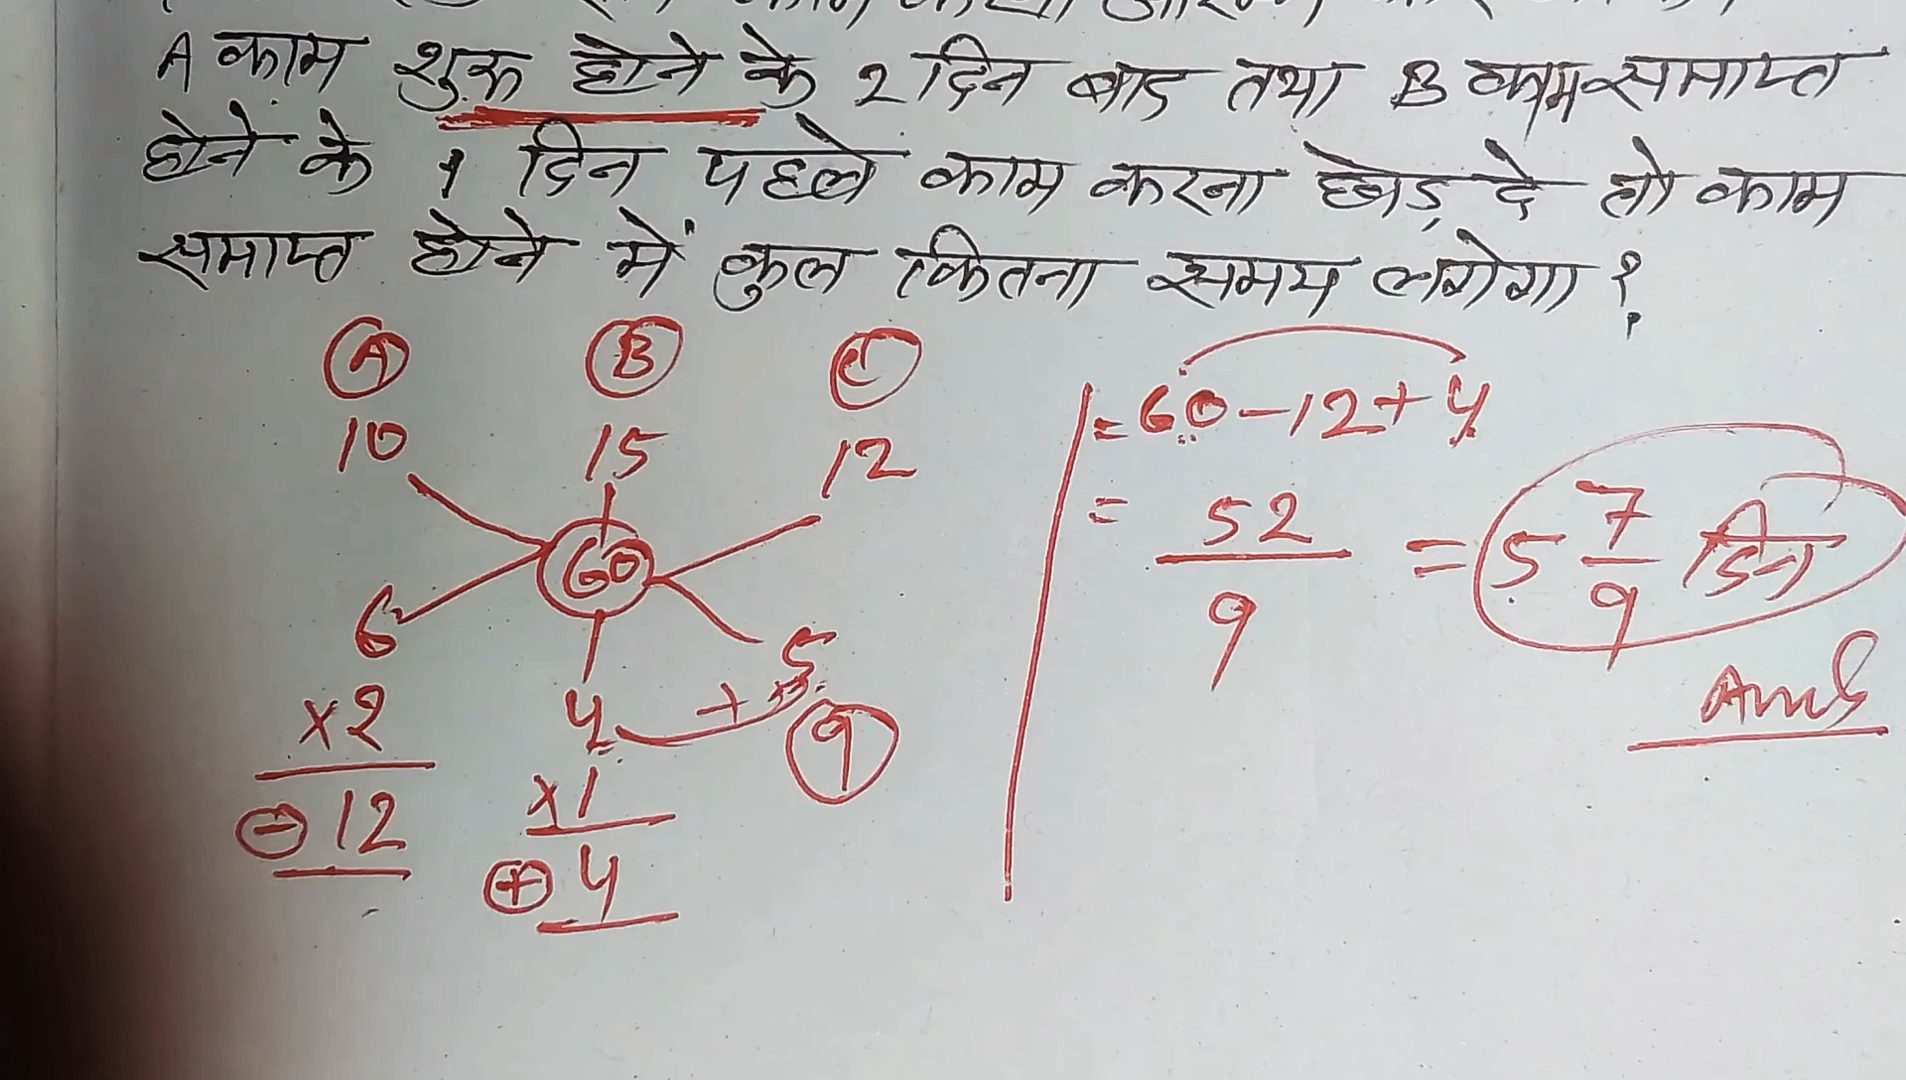 A काम शुरू होने के 2 दिन बाद तथा B काम समाप्त
होने के 1 दिन पहले काम करना छोड़ दे तो काम
समाप्त होने में कुल कितना समय लगेगा ?
A B C
10 15 12
60
6 4 + 5
×2 ×1 9
⊖ 12 ⊕ 4
= 60 - 12 + 4
= 52/9 = 5 7/9 दिन
Ans